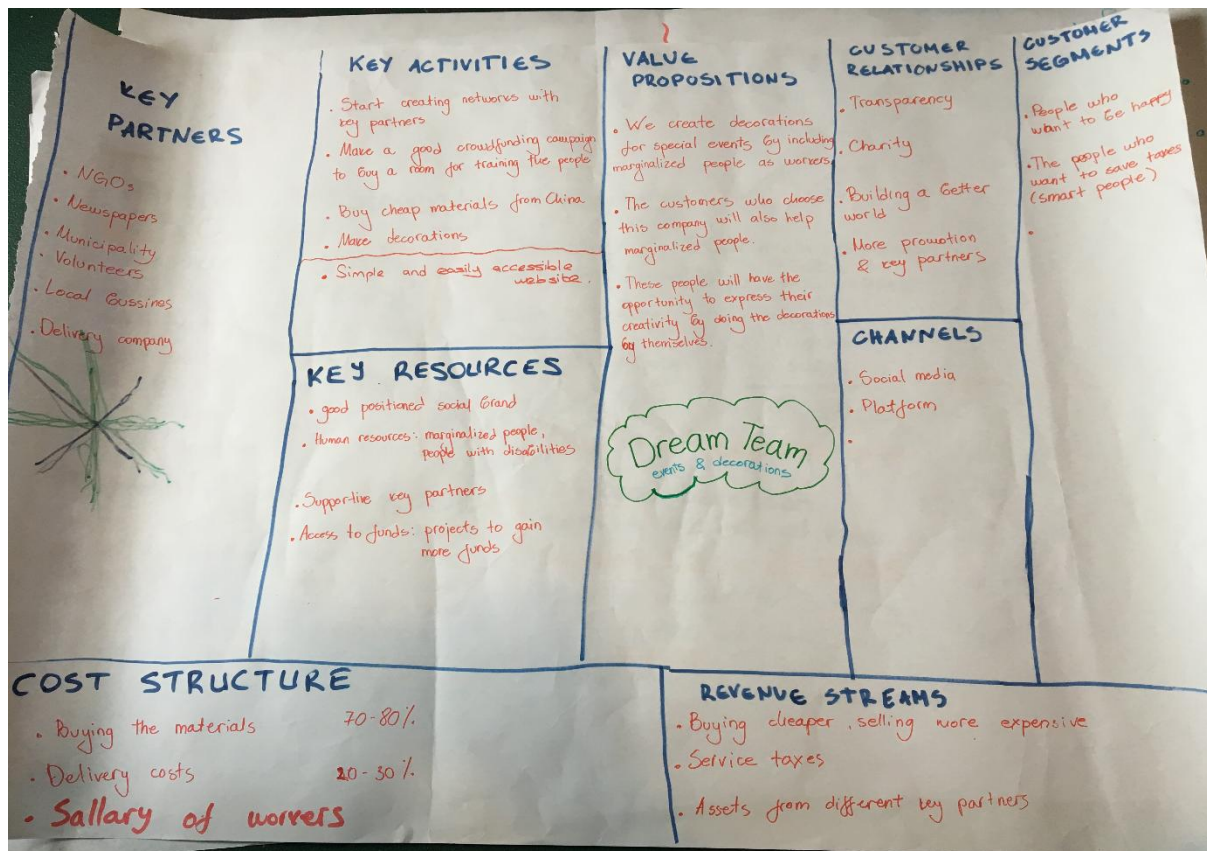 KEY
PARTNERS
. NGOs
. Newspapers
. Municipality
. Volunteers
. Local bussines
. Delivery company
KEY ACTIVITIES
. Start creating networks with
key partners
. Make a good crowdfunding campaign
to buy a room for training the people
. Buy cheap materials from China
. Make decorations
. Simple and easily accessible
website.
KEY RESOURCES
. good positioned social brand
. Human resources: marginalized people,
people with disabilities
. Supportive key partners
. Access to funds: projects to gain
more funds
VALUE
PROPOSITIONS
. We create decorations
for special events by including
marginalized people as workers.
. The customers who choose
this company will also help
marginalized people.
. These people will have the
opportunity to express their
creativity by doing the decorations
by themselves.
Dream Team
events & decorations
CUSTOMER
RELATIONSHIPS
. Transparency
. Charity
. Building a better
world
. More promotion
& key partners
CHANNELS
. Social media
. Platform
.
CUSTOMER
SEGMENTS
. People who
want to be happy
. The people who
want to save taxes
(smart people)
.
COST STRUCTURE
. Buying the materials 70-80%
. Delivery costs 20-30%
. Sallary of workers
REVENUE STREAMS
. Buying cheaper, selling more expensive
. Service taxes
. Assets from different key partners